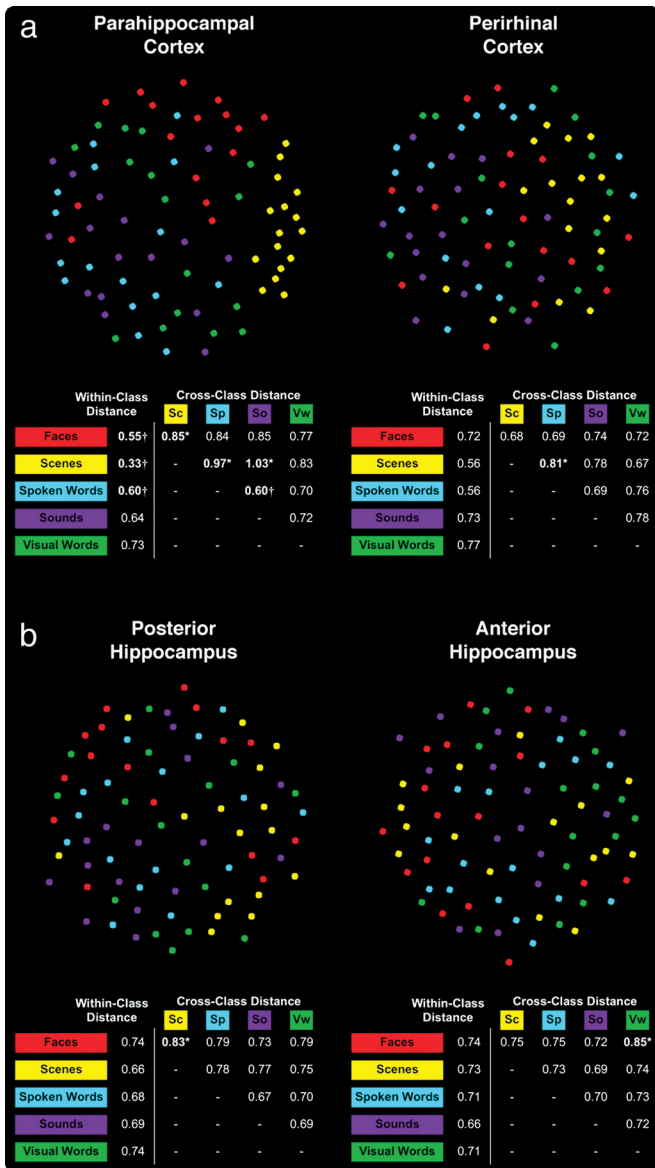 a
Parahippocampal
Cortex
Perirhinal
Cortex
Within-Class
Distance
Cross-Class Distance
Sc Sp So Vw
Faces 0.55† 0.85* 0.84 0.85 0.77
Scenes 0.33† - 0.97* 1.03* 0.83
Spoken Words 0.60† - 0.60† 0.70
Sounds 0.64 - 0.72
Visual Words 0.73 - - - -
Cross-Class Distance
Sc Sp So Vw
0.72 0.68 0.69 0.74 0.72
0.56 - 0.81* 0.78 0.67
0.56 - 0.69 0.76
0.73 - 0.78
0.77 - - - -
Faces
Scenes
Spoken Words
Sounds
Visual Words
Within-Class
Distance
b
Posterior
Hippocampus
Anterior
Hippocampus
Within-Class
Distance
Cross-Class Distance
Sc Sp So Vw
Faces 0.74 0.83* 0.79 0.73 0.79
Scenes 0.66 - 0.78 0.77 0.75
Spoken Words 0.68 - 0.67 0.70
Sounds 0.69 - 0.69
Visual Words 0.74 - - - -
Within-Class
Distance
Cross-Class Distance
Sc Sp So Vw
Faces 0.74 0.75 0.75 0.72 0.85*
Scenes 0.73 - 0.73 0.69 0.74
Spoken Words 0.71 - 0.70 0.73
Sounds 0.66 - 0.72
Visual Words 0.71 - - - -